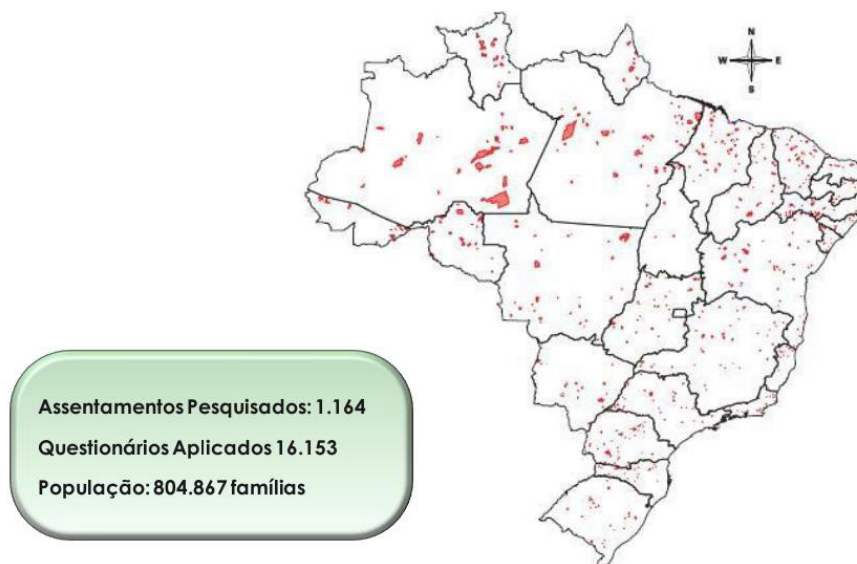 N
W E
S
Assentamentos Pesquisados: 1.164
Questionários Aplicados 16.153
População: 804.867 famílias